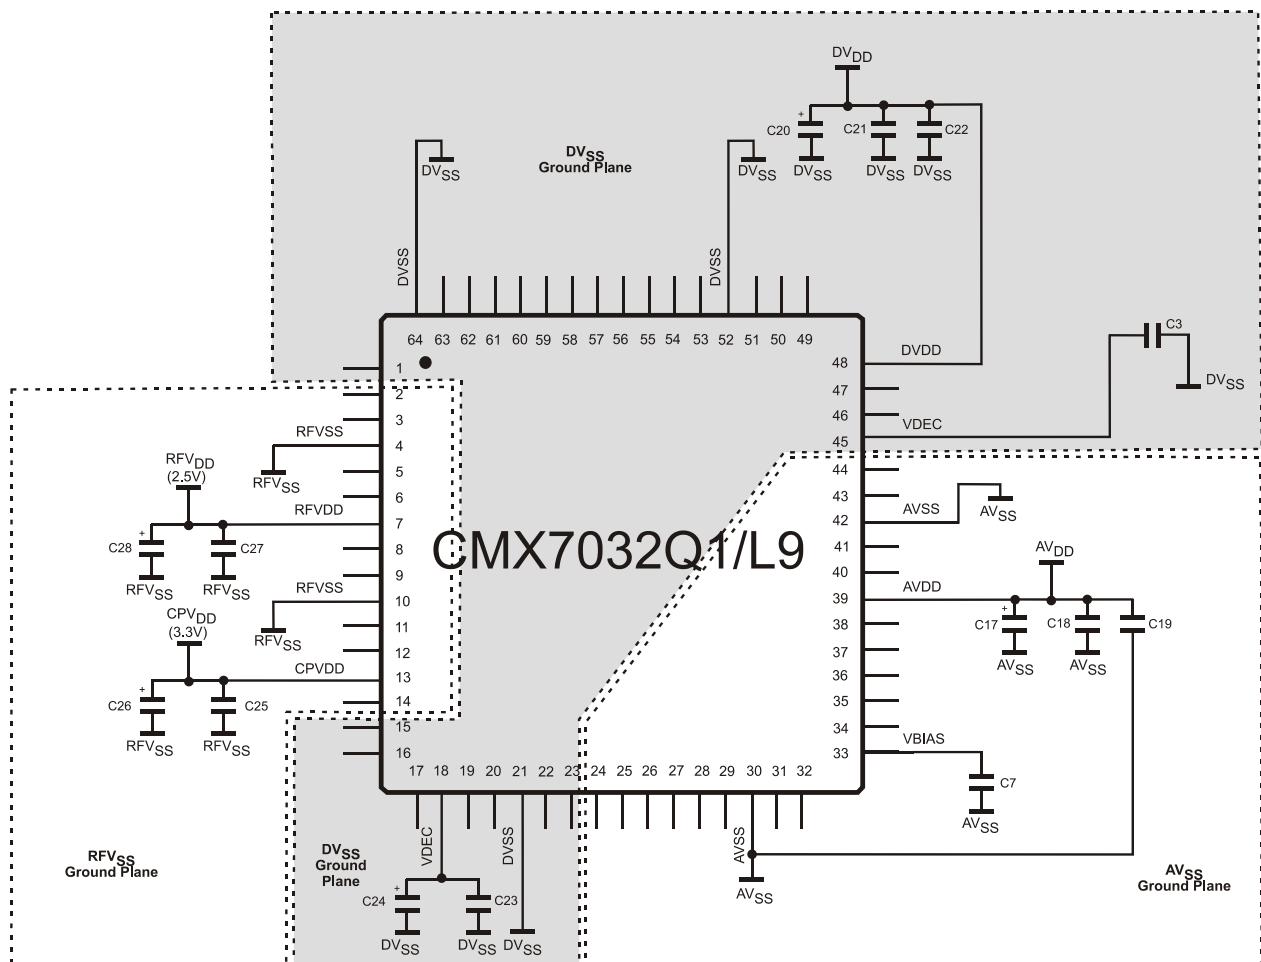 DVDD
+
C20
C21
C22
DVSS
DVSS
DVSS
DVSS
DVSS
DVSS
Ground Plane
DVSS
DVSS
64 63 62 61 60 59 58 57 56 55 54 53 52 51 50 49
C3
DVSS
1
2
3
4
5
6
7
8
9
10
11
12
13
14
15
16
RFVSS
RFVSS
RFVDD
(2.5V)
RFVDD
+
C28
C27
RFVSS
RFVSS
RFVSS
RFVSS
CPVDD
(3.3V)
CPVDD
+
C26
C25
RFVSS
RFVSS
CMX7032Q1/L9
48
47
46
45
44
43
42
41
40
39
38
37
36
35
34
33
DVDD
VDEC
AVSS
AVSS
AVDD
AVDD
+
C17
C18
C19
AVSS
AVSS
VBIAS
C7
AVSS
17 18 19 20 21 22 23 24 25 26 27 28 29 30 31 32
VDEC
DVSS
AVSS
AVSS
RFVSS
Ground Plane
DVSS
Ground
Plane
+
C24
C23
DVSS
DVSS
DVSS
AVSS
Ground Plane